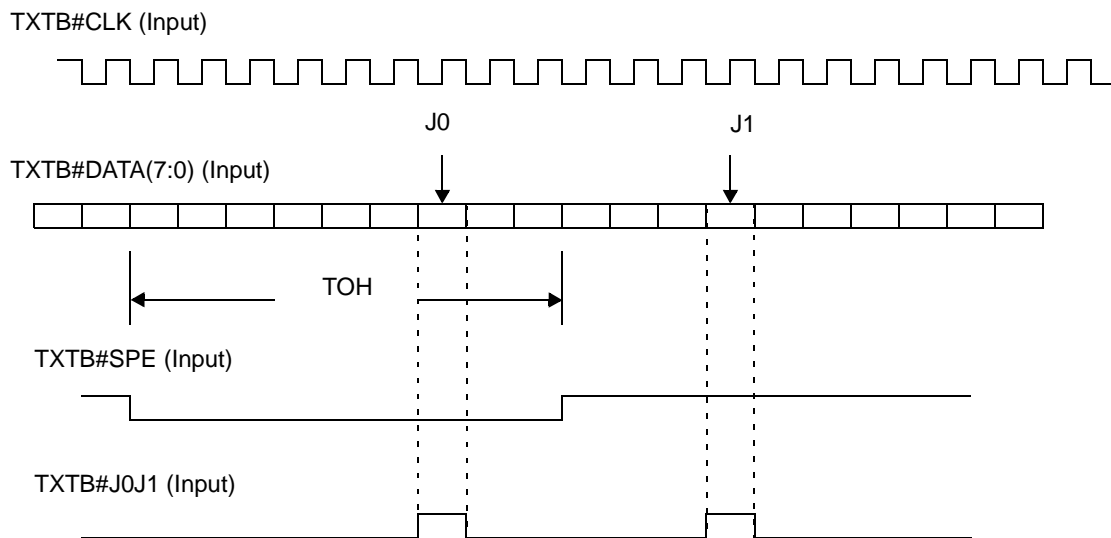 TXTB#CLK (Input)
J0
J1
TXTB#DATA(7:0) (Input)
TOH
TXTB#SPE (Input)
TXTB#J0J1 (Input)